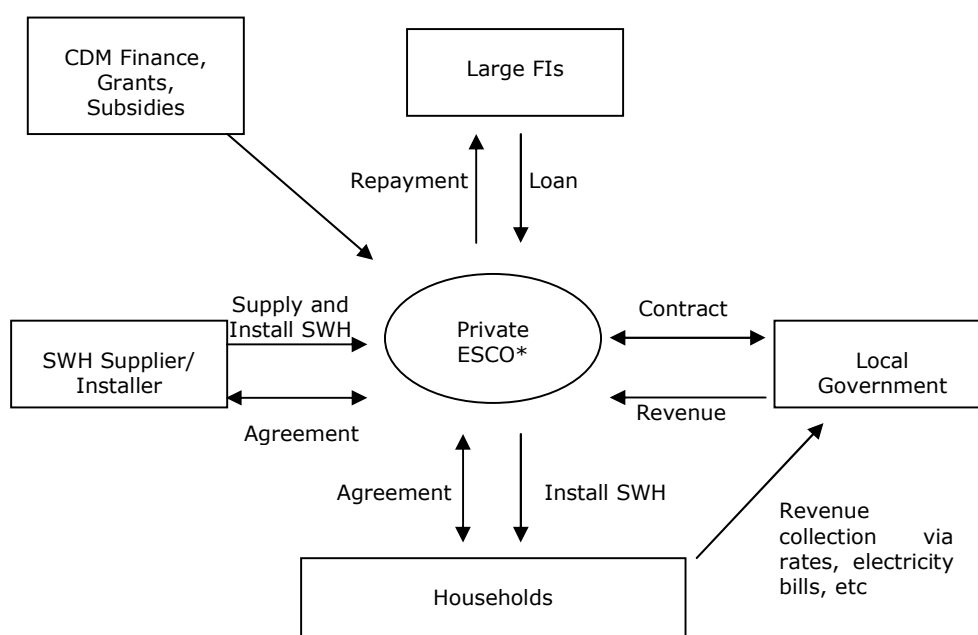 CDM Finance,
Grants,
Subsidies
Large FIs
Repayment
Loan
Supply and
Install SWH
Private
ESCO*
Contract
SWH Supplier/
Installer
Local
Government
Agreement
Revenue
Agreement
Install SWH
Revenue
collection via
rates, electricity
bills, etc
Households